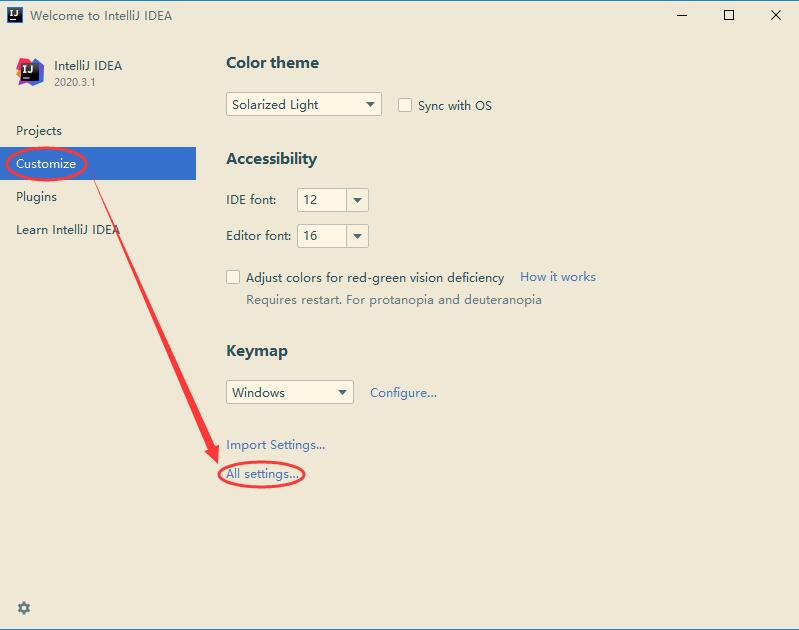 Welcome to IntelliJ IDEA
IntelliJ IDEA
2020.3.1
Projects
Customize
Plugins
Learn IntelliJ IDEA
Color theme
Solarized Light
Sync with OS
Accessibility
IDE font: 12
Editor font: 16
Adjust colors for red-green vision deficiency How it works
Requires restart. For protanopia and deuteranopia
Keymap
Windows
Configure...
Import Settings...
All settings...